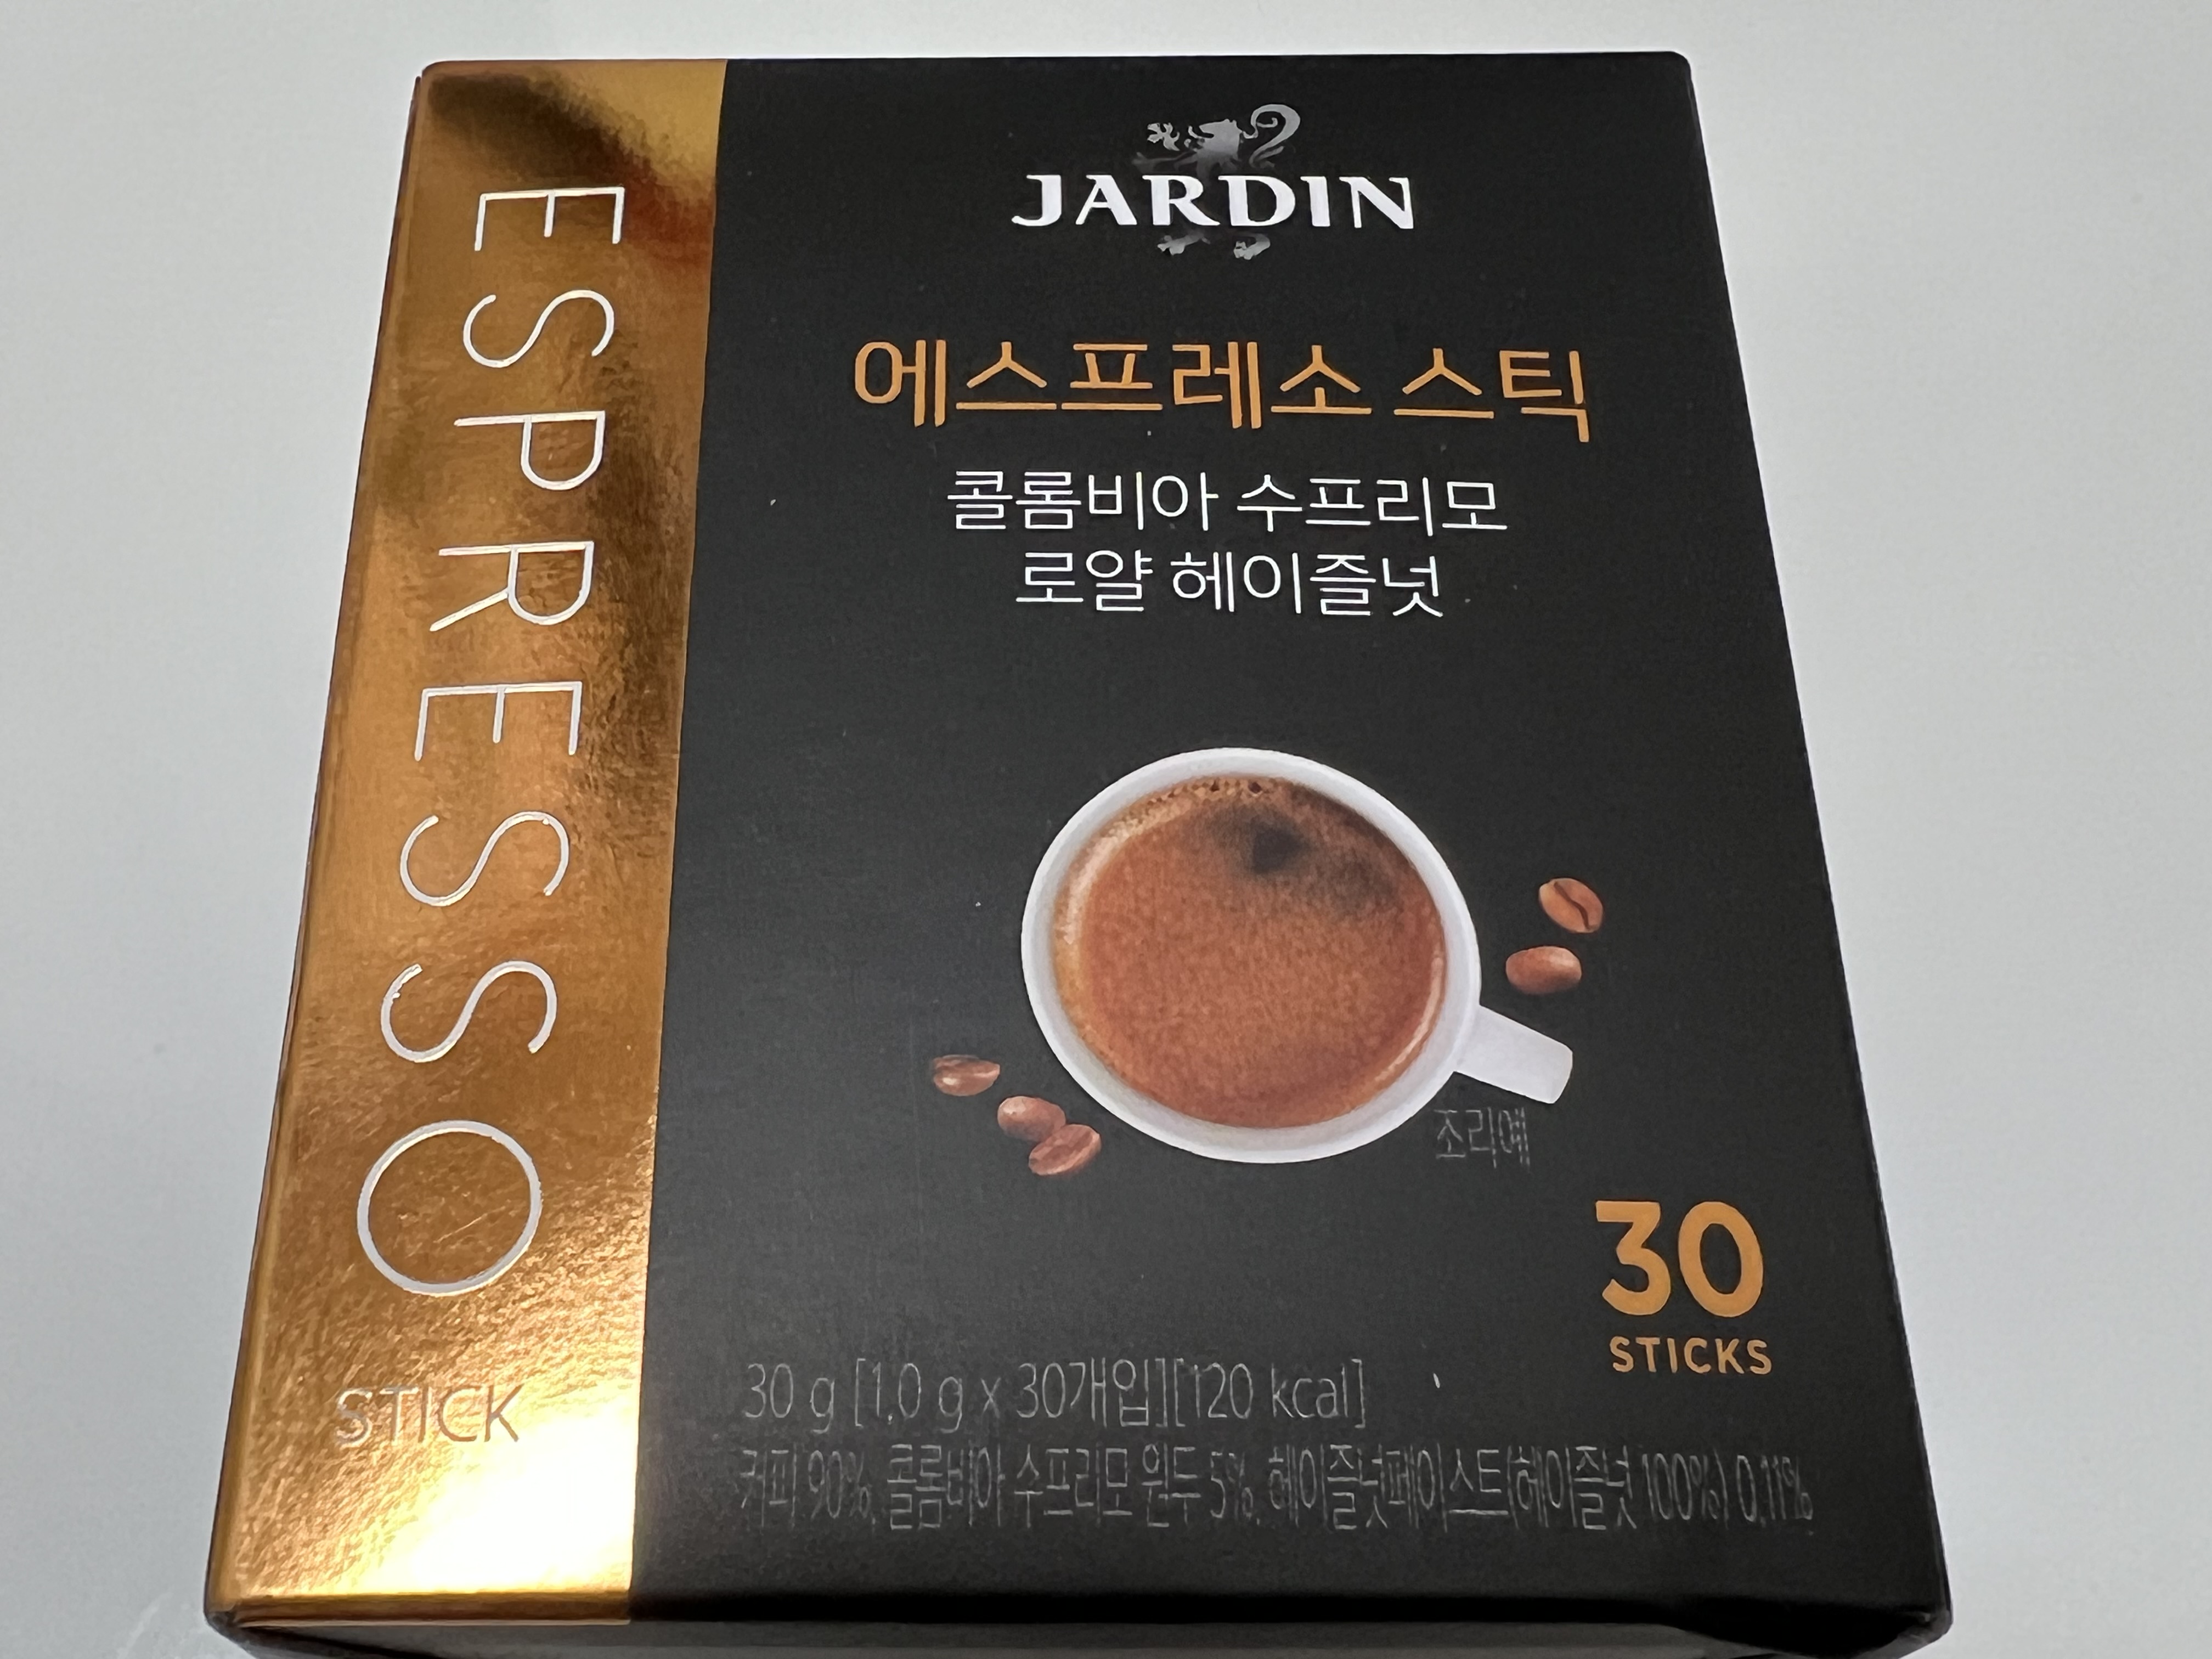 JARDIN
에스프레소 스틱
콜롬비아 수프리모
로얄 헤이즐넛
조리예
30
STICKS
30 g [1.0 g x 30개입][120 kcal]
커피 90%, 콜롬비아 수프리모 원두 5%, 헤이즐넛페이스트(헤이즐넛 100%) 0.11%
ESPRESSO
STICK